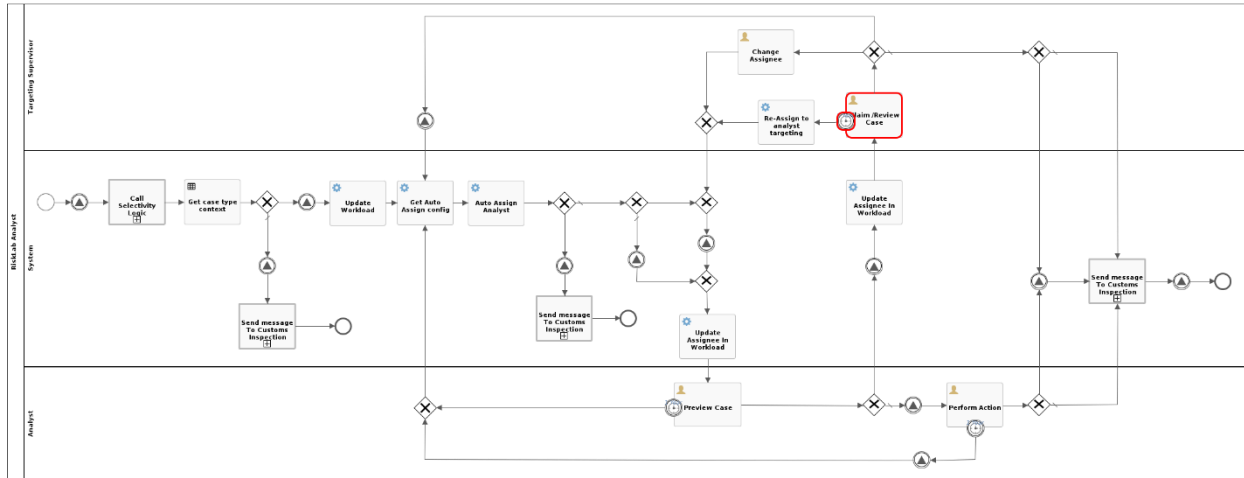 RiskLab Analyst
Targeting Supervisor
Change
Assignee
Re-Assign to
analyst
targeting
laim /Review
Case
System
Call
Selectivity
Logic
Get case type
context
Update
Workload
Get Auto
Assign config
Auto Assign
Analyst
Update
Assignee In
Workload
Send message
To Customs
Inspection
Send message
To Customs
Inspection
Send message
To Customs
Inspection
Update
Assignee In
Workload
Analyst
Preview Case
Perform Action